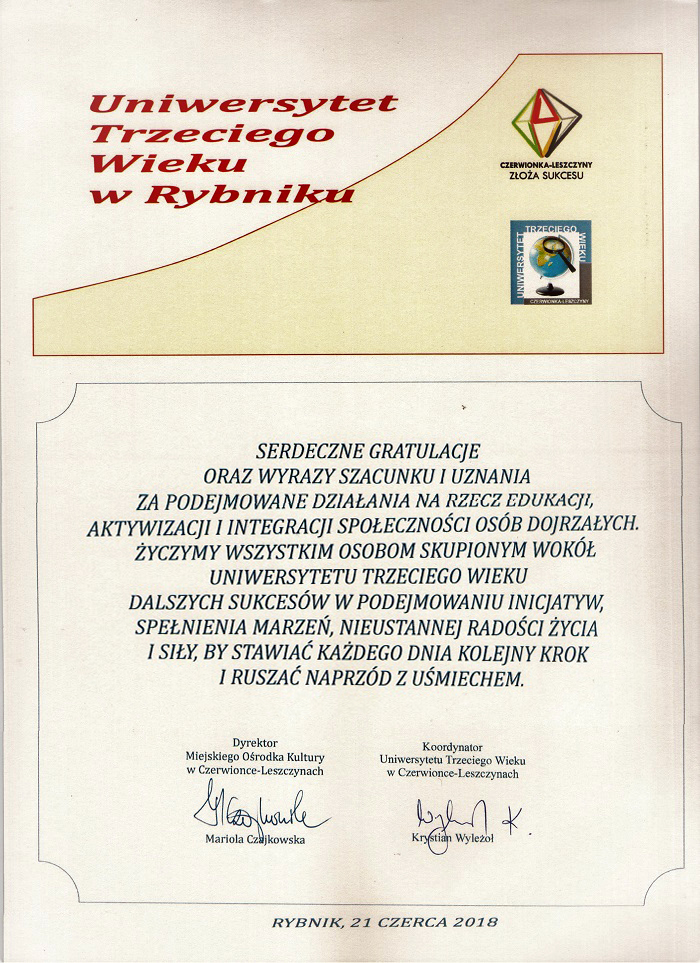 Uniwersytet
Trzeciego
Wieku
w Rybniku
CZERWIONKA-LESZCZYNY
ZŁOŻA SUKCESU
UNIWERSYTET
TRZECIEGO
WIEKU
CZERWIONKA-LESZCZYNY
SERDECZNE GRATULACJE
ORAZ WYRAZY SZACUNKU I UZNANIA
ZA PODEJMOWANE DZIAŁANIA NA RZECZ EDUKACJI,
AKTYWIZACJI I INTEGRACJI SPOŁECZNOŚCI OSÓB DOJRZAŁYCH.
ŻYCZYMY WSZYSTKIM OSOBOM SKUPIONYM WOKÓŁ
UNIWERSYTETU TRZECIEGO WIEKU
DALSZYCH SUKCESÓW W PODEJMOWANIU INICJATYW,
SPEŁNIENIA MARZEŃ, NIEUSTANNEJ RADOŚCI ŻYCIA
I SIŁY, BY STAWIAĆ KAŻDEGO DNIA KOLEJNY KROK
I RUSZAĆ NAPRZÓD Z UŚMIECHEM.
Dyrektor
Miejskiego Ośrodka Kultury
w Czerwionce-Leszczynach
Mariola Czajkowska
Koordynator
Uniwersytetu Trzeciego Wieku
w Czerwionce-Leszczynach
Krystian Wyleżoł
RYBNIK, 21 CZERCA 2018